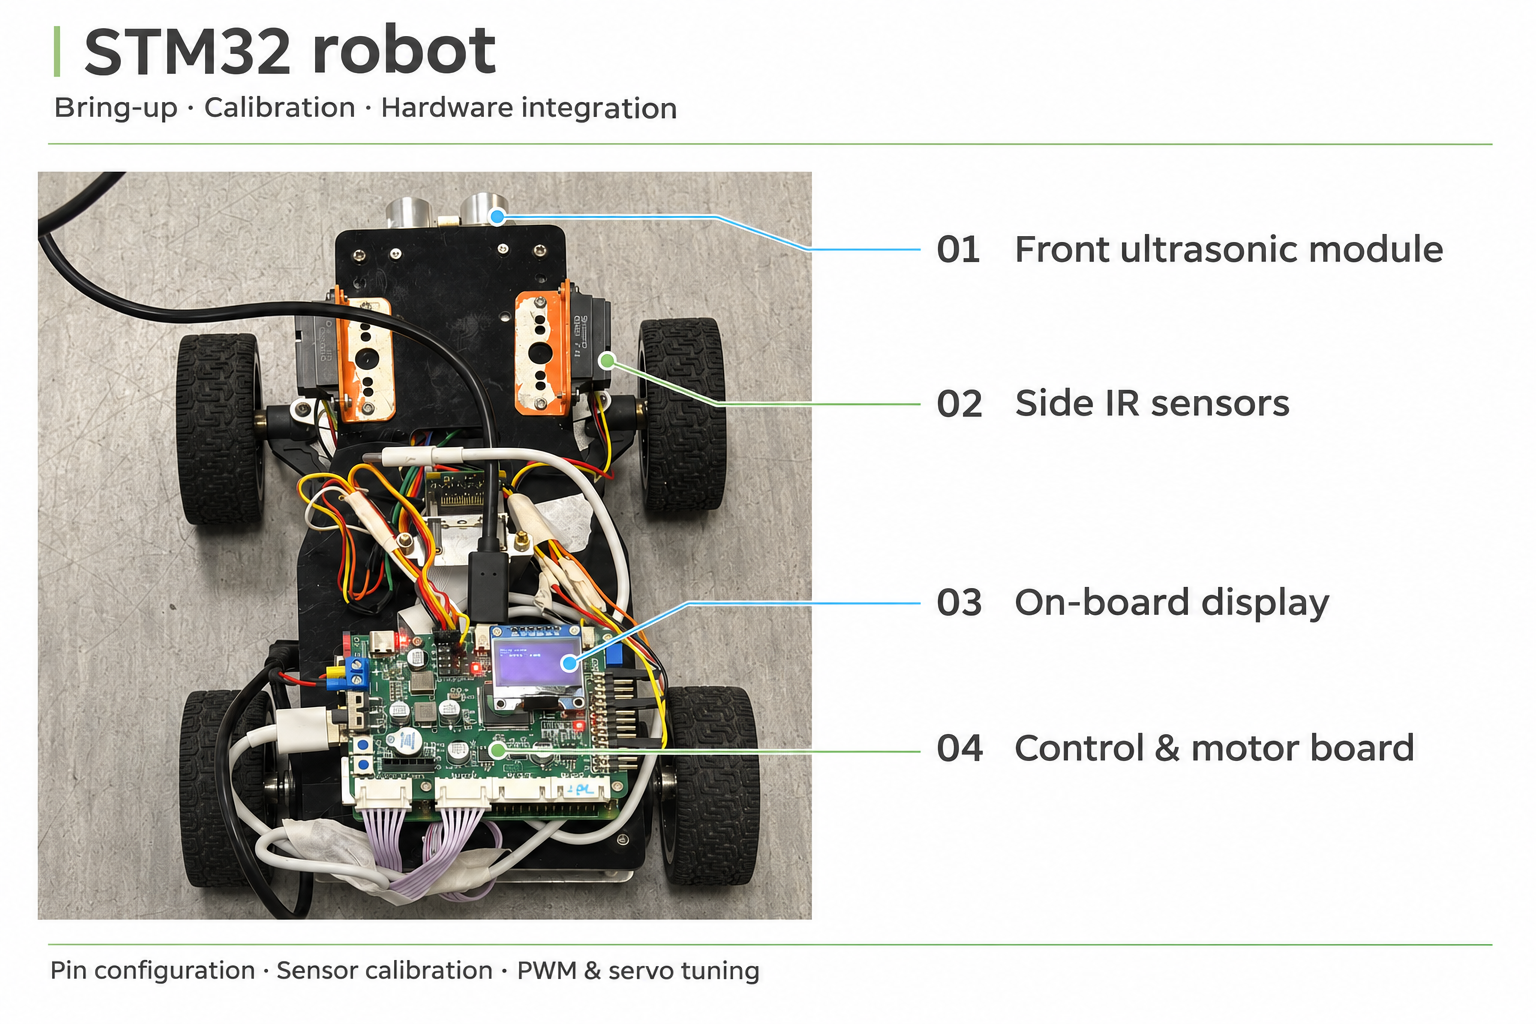 STM32 robot
Bring-up · Calibration · Hardware integration
01 Front ultrasonic module
02 Side IR sensors
03 On-board display
04 Control & motor board
Pin configuration · Sensor calibration · PWM & servo tuning